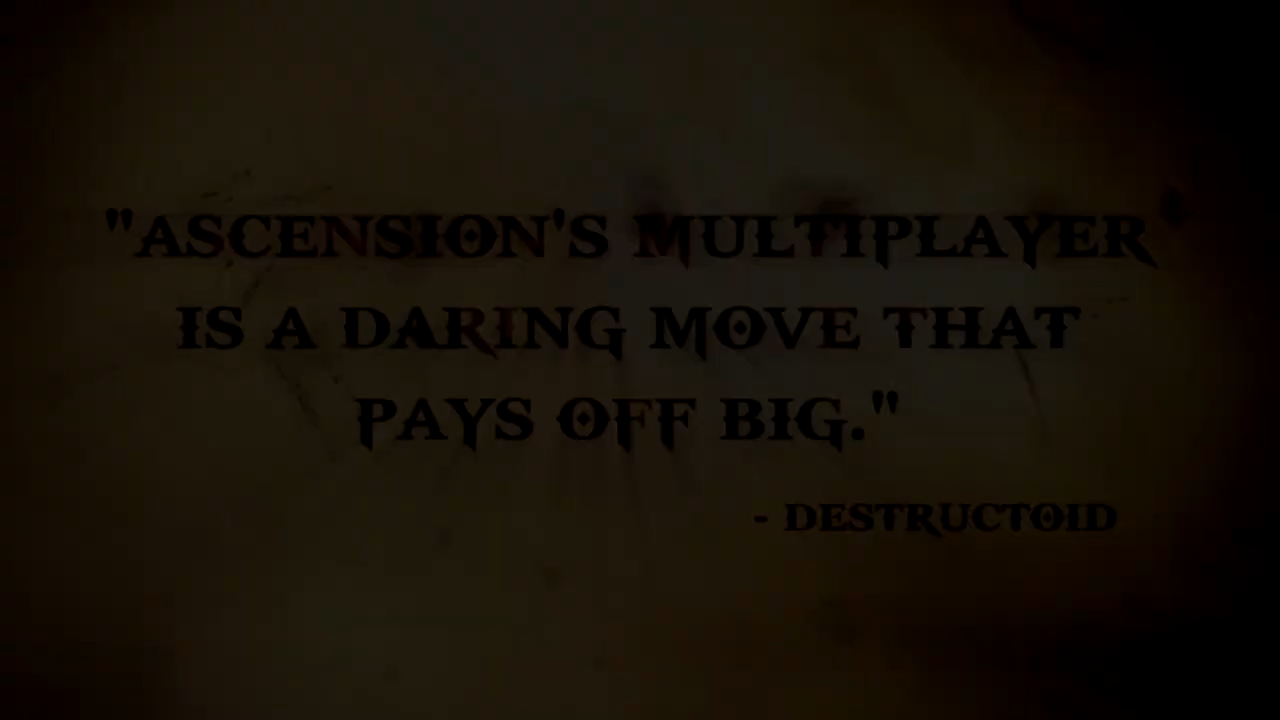 "ASCENSION'S MULTIPLAYER
IS A DARING MOVE THAT
PAYS OFF BIG."
- DESTRUCTOID